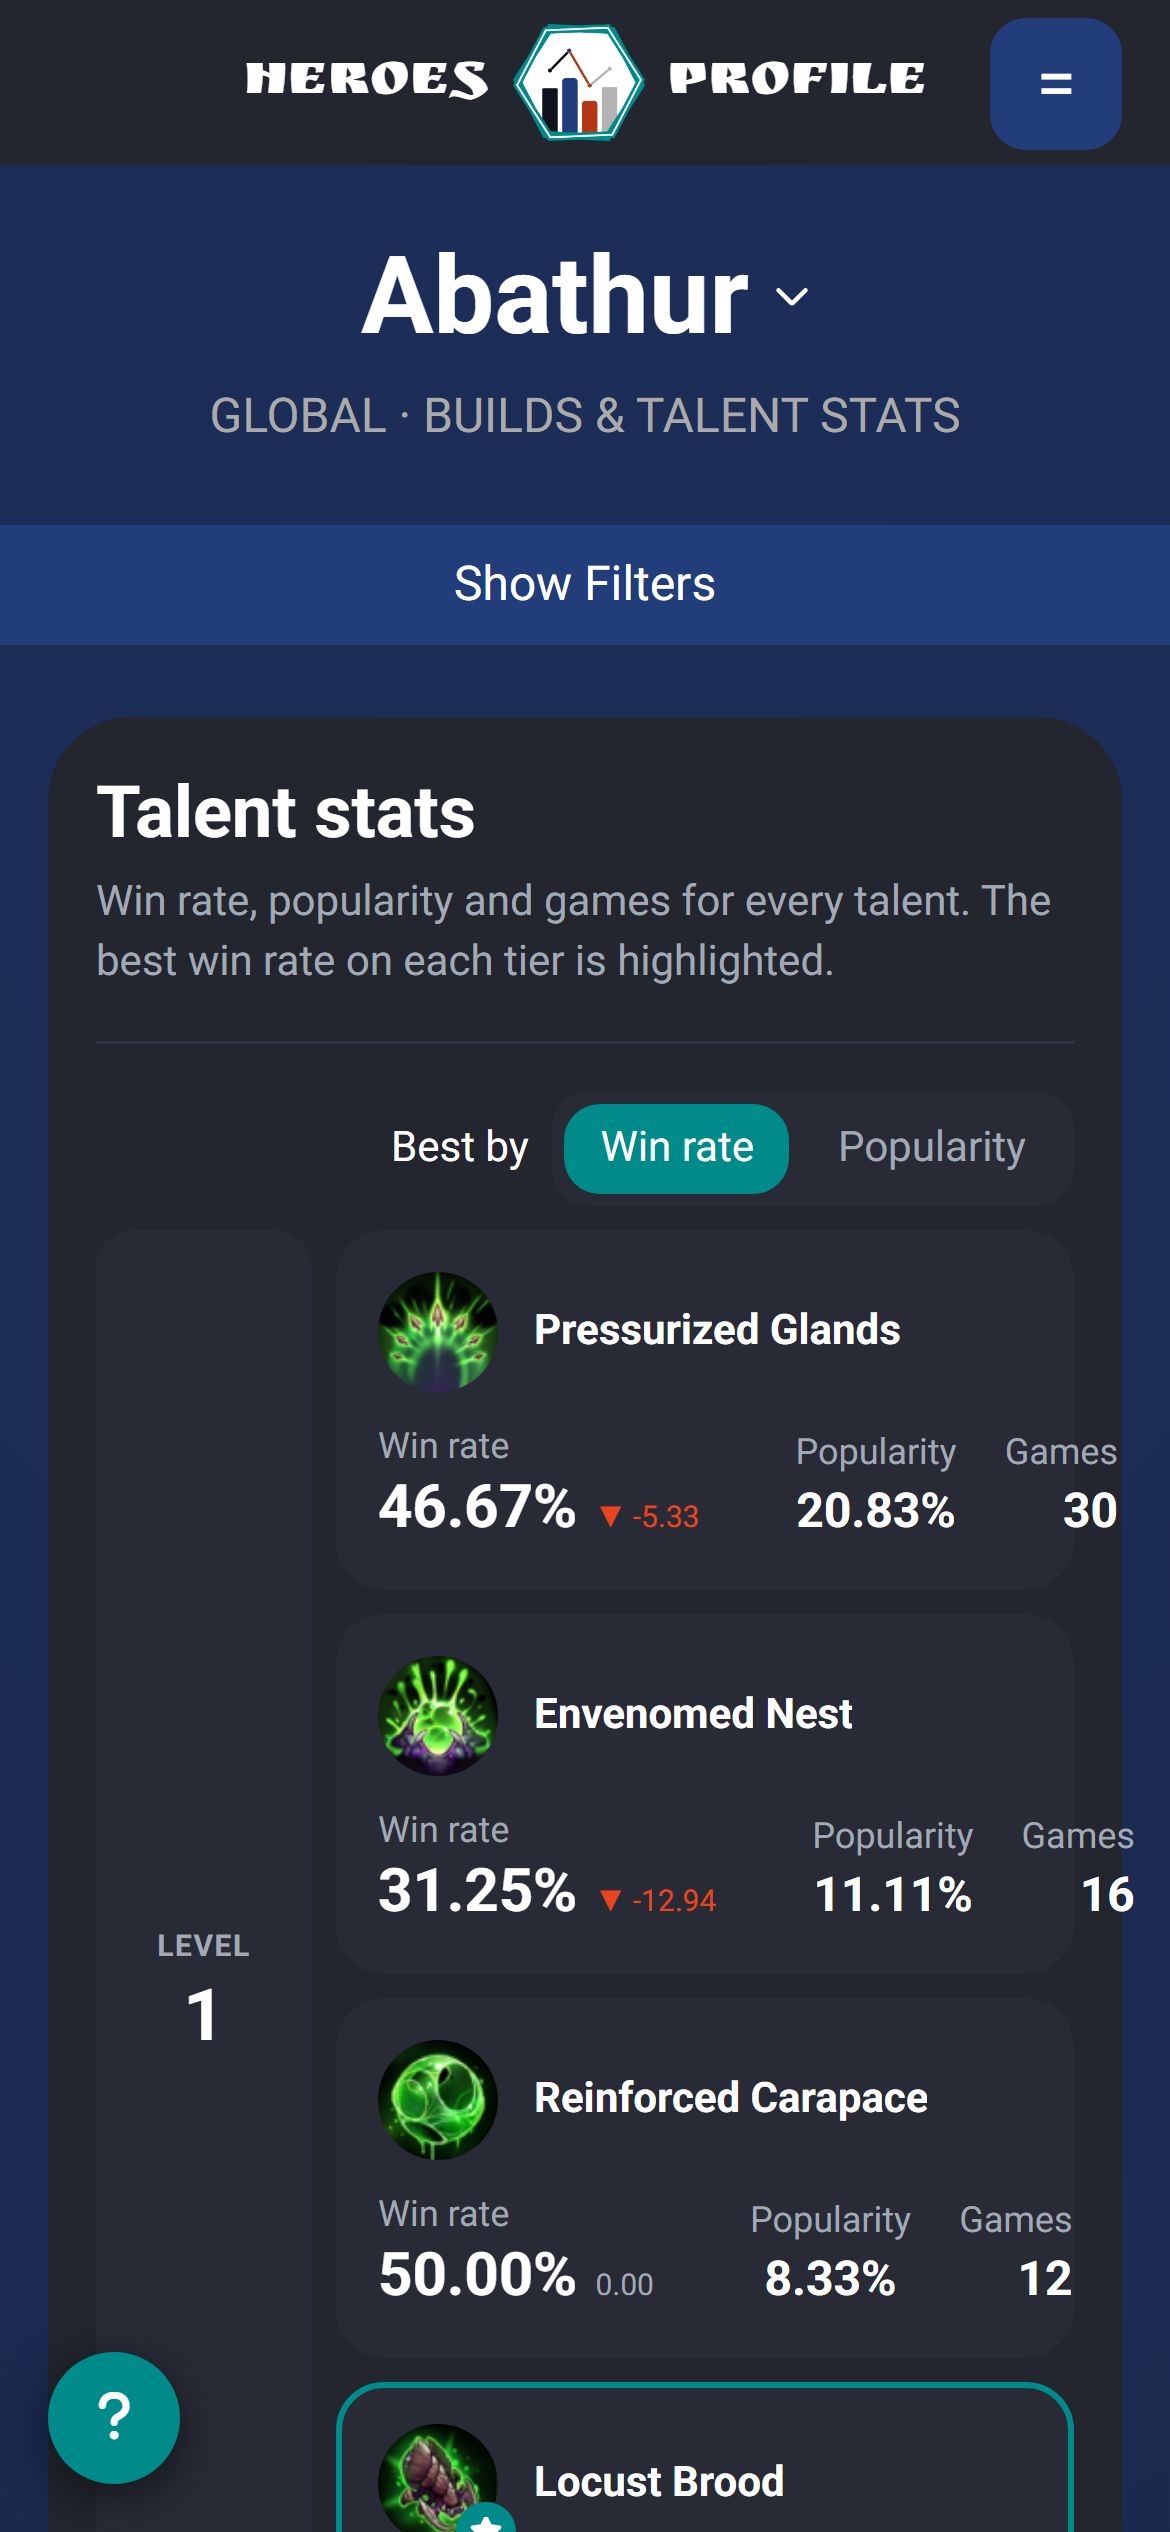 HEROES PROFILE
=
Abathur
GLOBAL · BUILDS & TALENT STATS
Show Filters
Talent stats
Win rate, popularity and games for every talent. The
best win rate on each tier is highlighted.
Best by Win rate Popularity
LEVEL
1
Pressurized Glands
Win rate Popularity Games
46.67% ▼ -5.33 20.83% 30
Envenomed Nest
Win rate Popularity Games
31.25% ▼ -12.94 11.11% 16
Reinforced Carapace
Win rate Popularity Games
50.00% 0.00 8.33% 12
Locust Brood
?